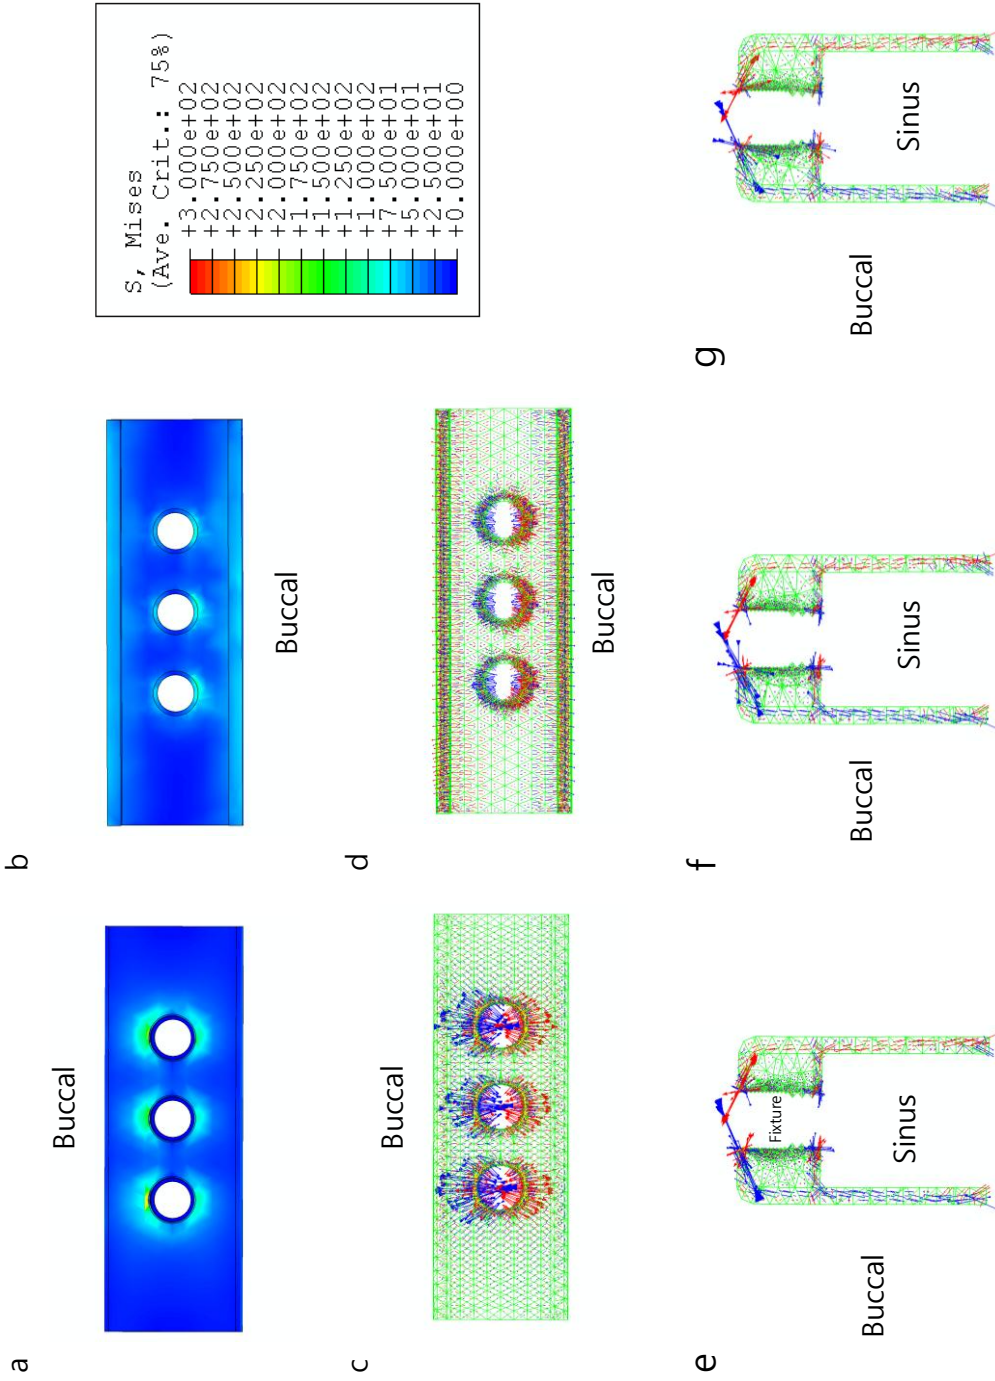 a
Buccal
b
Buccal
S, Mises
(Ave. Crit.: 75%)
+3.000e+02
+2.750e+02
+2.500e+02
+2.250e+02
+2.000e+02
+1.750e+02
+1.500e+02
+1.250e+02
+1.000e+02
+7.500e+01
+5.000e+01
+2.500e+01
+0.000e+00
c
Buccal
d
Buccal
e
Buccal
Fixture
Sinus
f
Buccal
Sinus
g
Buccal
Sinus